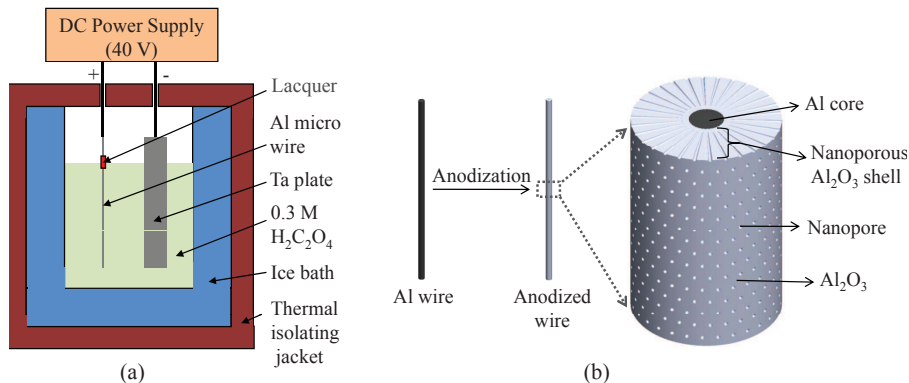 DC Power Supply
(40 V)
+
-
Lacquer
Al micro
wire
Ta plate
0.3 M
H₂C₂O₄
Ice bath
Thermal
isolating
jacket
(a)
Anodization
Al wire
Anodized
wire
Al core
Nanoporous
Al₂O₃ shell
Nanopore
Al₂O₃
(b)